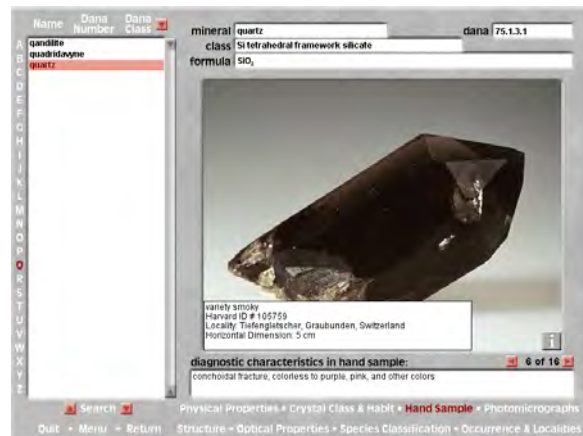 Name Dana Number Dana Class
mineral quartz dana 75.1.3.1
class Si tetrahedral framework silicate
formula SiO₂
A
B
C
D
E
F
G
H
I
J
K
L
M
N
O
P
Q
R
S
T
U
V
W
X
Y
Z
qandilite
quadridavyne
quartz
variety smoky
Harvard ID # 105759
Locality: Tiefengletscher, Graubunden, Switzerland
Horizontal Dimension: 5 cm
i
diagnostic characteristics in hand sample: 6 of 16
conchoidal fracture, colorless to purple, pink, and other colors
Search
Physical Properties • Crystal Class & Habit • Hand Sample • Photomicrographs
Quit • Menu • Return
Structure • Optical Properties • Species Classification • Occurrence & Localities